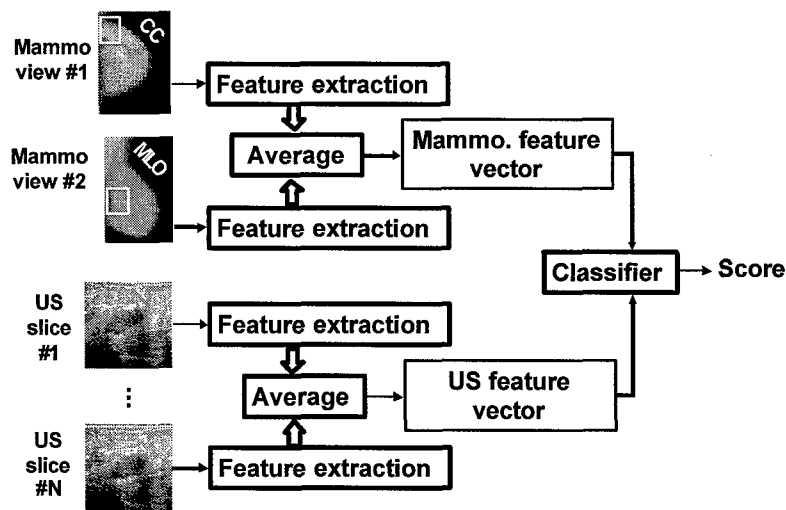 Mammo
view #1
CC
Feature extraction
Average
Mammo. feature
vector
Mammo
view #2
MLO
Feature extraction
Classifier
Score
US
slice
#1
Feature extraction
⋮
Average
US feature
vector
US
slice
#N
Feature extraction